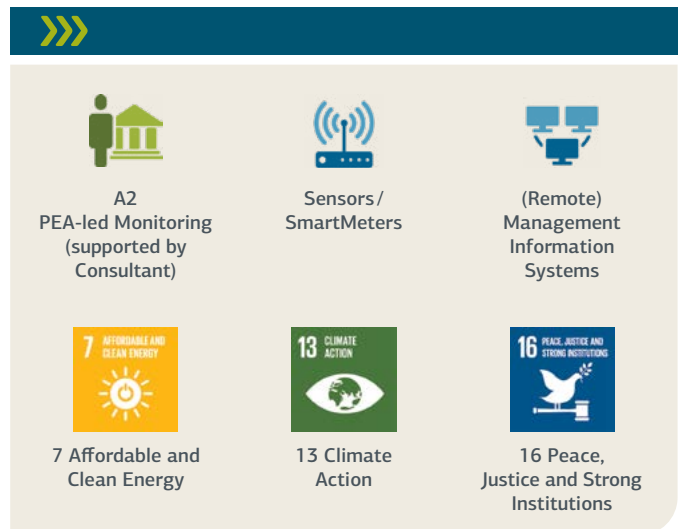 A2
PEA-led Monitoring
(supported by
Consultant)
Sensors/
SmartMeters
(Remote)
Management
Information
Systems
7 AFFORDABLE AND
CLEAN ENERGY
13 CLIMATE
ACTION
16 PEACE, JUSTICE AND
STRONG INSTITUTIONS
7 Affordable and
Clean Energy
13 Climate
Action
16 Peace,
Justice and Strong
Institutions